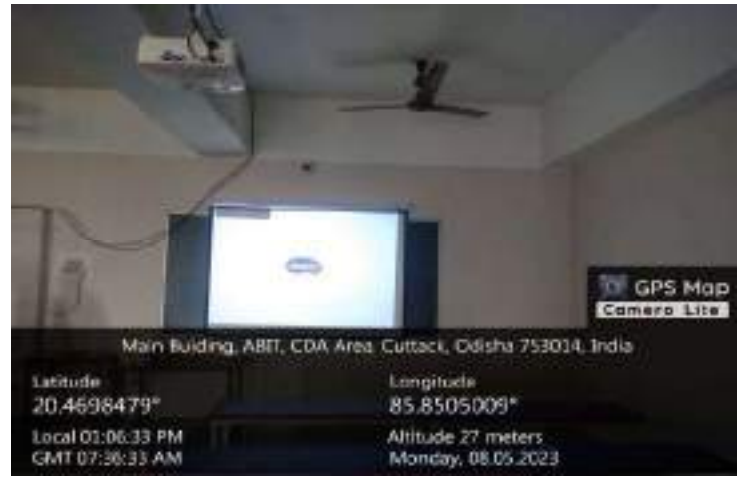 GPS Map
Camera Lite
Main Buiding, ABIT, CDA Area, Cuttack, Odisha 753014, India
Latitude
20.4698479°
Longitude
85.8505009°
Local 01:06:33 PM
GMT 07:36:33 AM
Altitude 27 meters
Monday, 08.05.2023